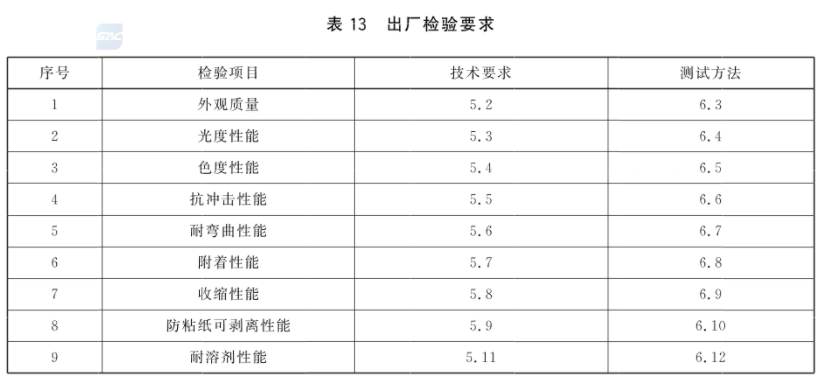 表 13 出厂检验要求
SAC
序号 检验项目 技术要求 测试方法
1 外观质量 5.2 6.3
2 光度性能 5.3 6.4
3 色度性能 5.4 6.5
4 抗冲击性能 5.5 6.6
5 耐弯曲性能 5.6 6.7
6 附着性能 5.7 6.8
7 收缩性能 5.8 6.9
8 防粘纸可剥离性能 5.9 6.10
9 耐溶剂性能 5.11 6.12